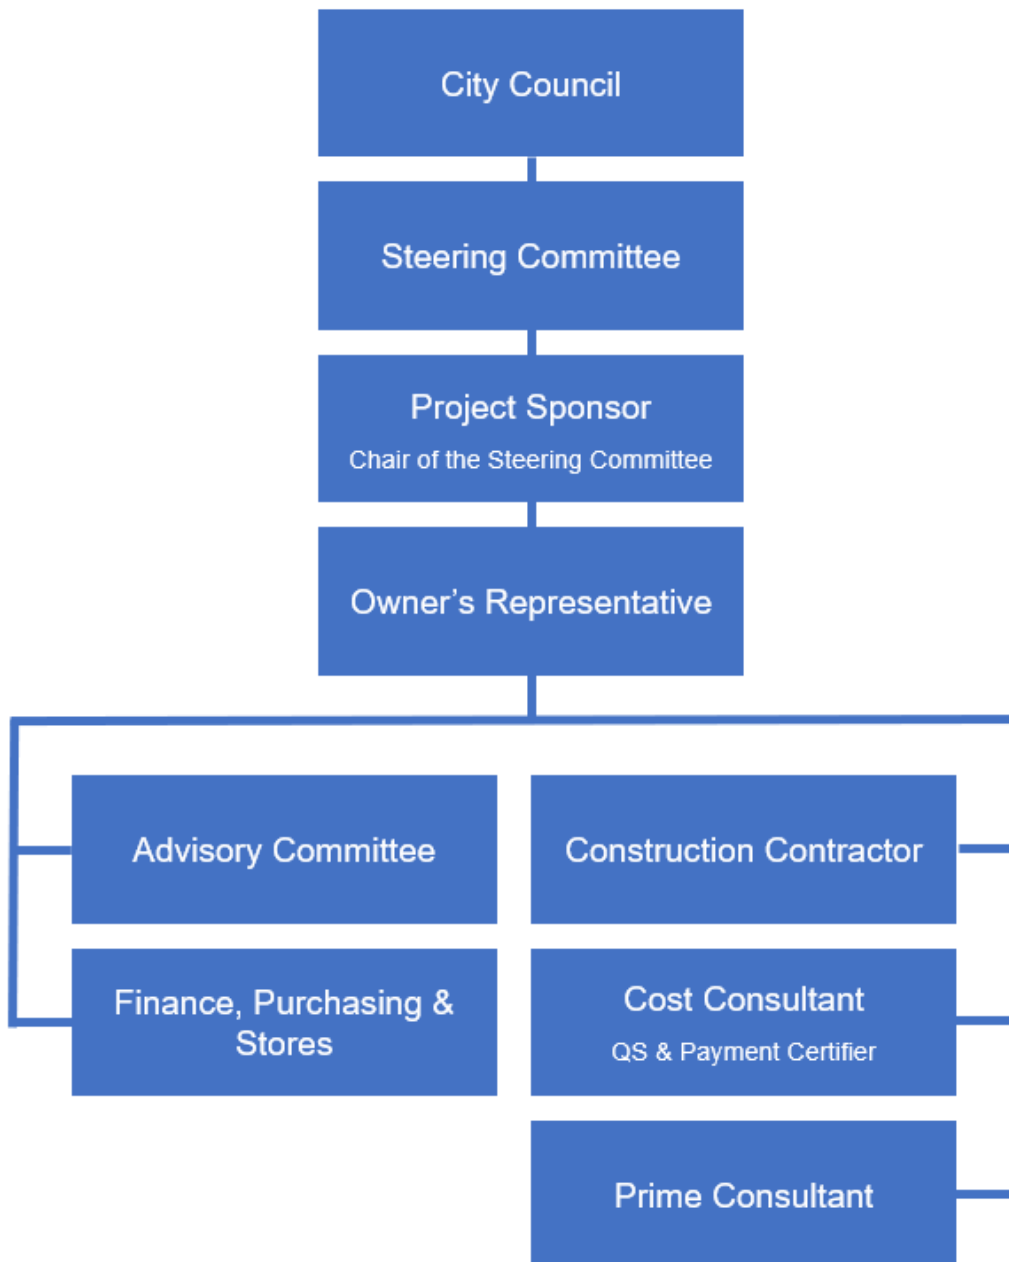 City Council
Steering Committee
Project Sponsor
Chair of the Steering Committee
Owner’s Representative
Advisory Committee
Construction Contractor
Finance, Purchasing &
Stores
Cost Consultant
QS & Payment Certifier
Prime Consultant